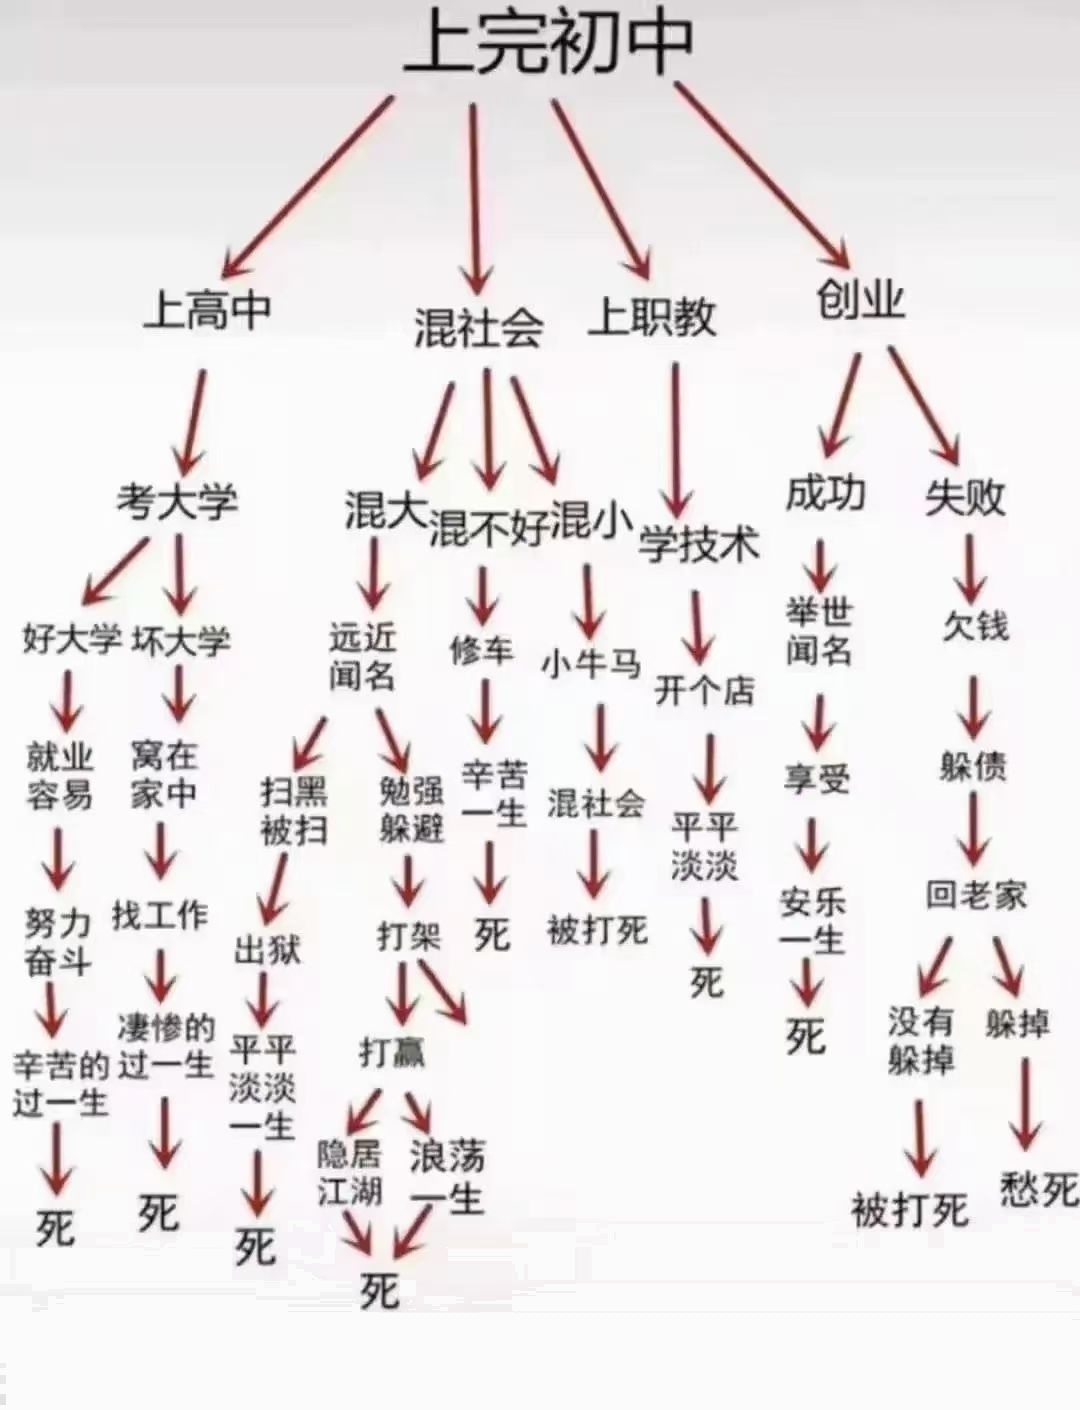 上完初中
上高中
混社会
上职教
创业
考大学
混大
混不好
混小
学技术
成功
失败
好大学
坏大学
远近
闻名
修车
小牛马
开个店
举世
闻名
欠钱
就业
容易
窝在
家中
扫黑
被扫
勉强
躲避
辛苦
一生
混社会
平平
淡淡
享受
躲债
努力
奋斗
找工作
出狱
打架
死
被打死
死
安乐
一生
回老家
辛苦的
过一生
凄惨的
过一生
平平
淡淡
一生
打赢
死
没有
躲掉
躲掉
死
死
死
隐居
江湖
浪荡
一生
死
被打死
愁死